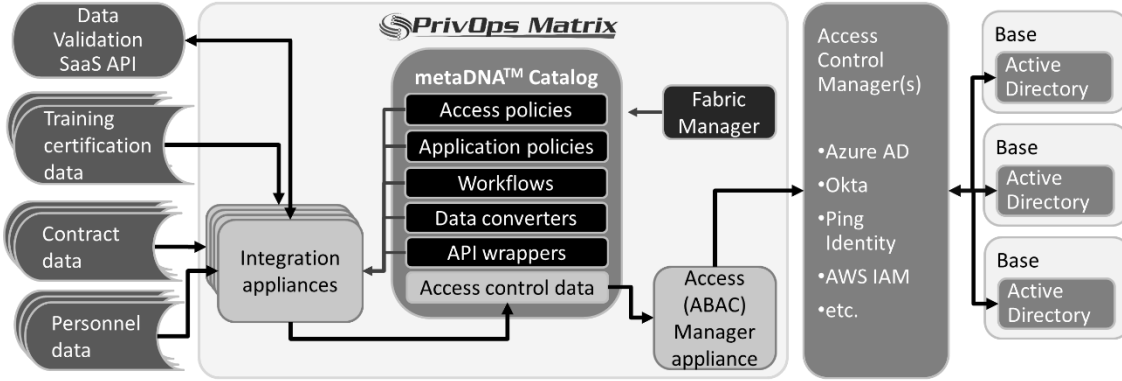 Data
Validation
SaaS API
Training
certification
data
Contract
data
Personnel
data
PrivOps Matrix
metaDNA™ Catalog
Access policies
Application policies
Workflows
Data converters
API wrappers
Access control data
Fabric
Manager
Integration
appliances
Access
(ABAC)
Manager
appliance
Access
Control
Manager(s)
•Azure AD
•Okta
•Ping
Identity
•AWS IAM
•etc.
Base
Active
Directory
Base
Active
Directory
Base
Active
Directory